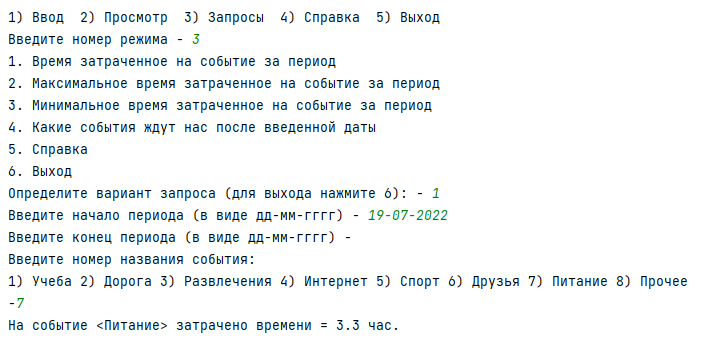 1) Ввод  2) Просмотр  3) Запросы  4) Справка  5) Выход
Введите номер режима - 3
1. Время затраченное на событие за период
2. Максимальное время затраченное на событие за период
3. Минимальное время затраченное на событие за период
4. Какие события ждут нас после введенной даты
5. Справка
6. Выход
Определите вариант запроса (для выхода нажмите 6): - 1
Введите начало периода (в виде дд-мм-гггг) - 19-07-2022
Введите конец периода (в виде дд-мм-гггг) -
Введите номер названия события:
1) Учеба 2) Дорога 3) Развлечения 4) Интернет 5) Спорт 6) Друзья 7) Питание 8) Прочее
-7
На событие <Питание> затрачено времени = 3.3 час.